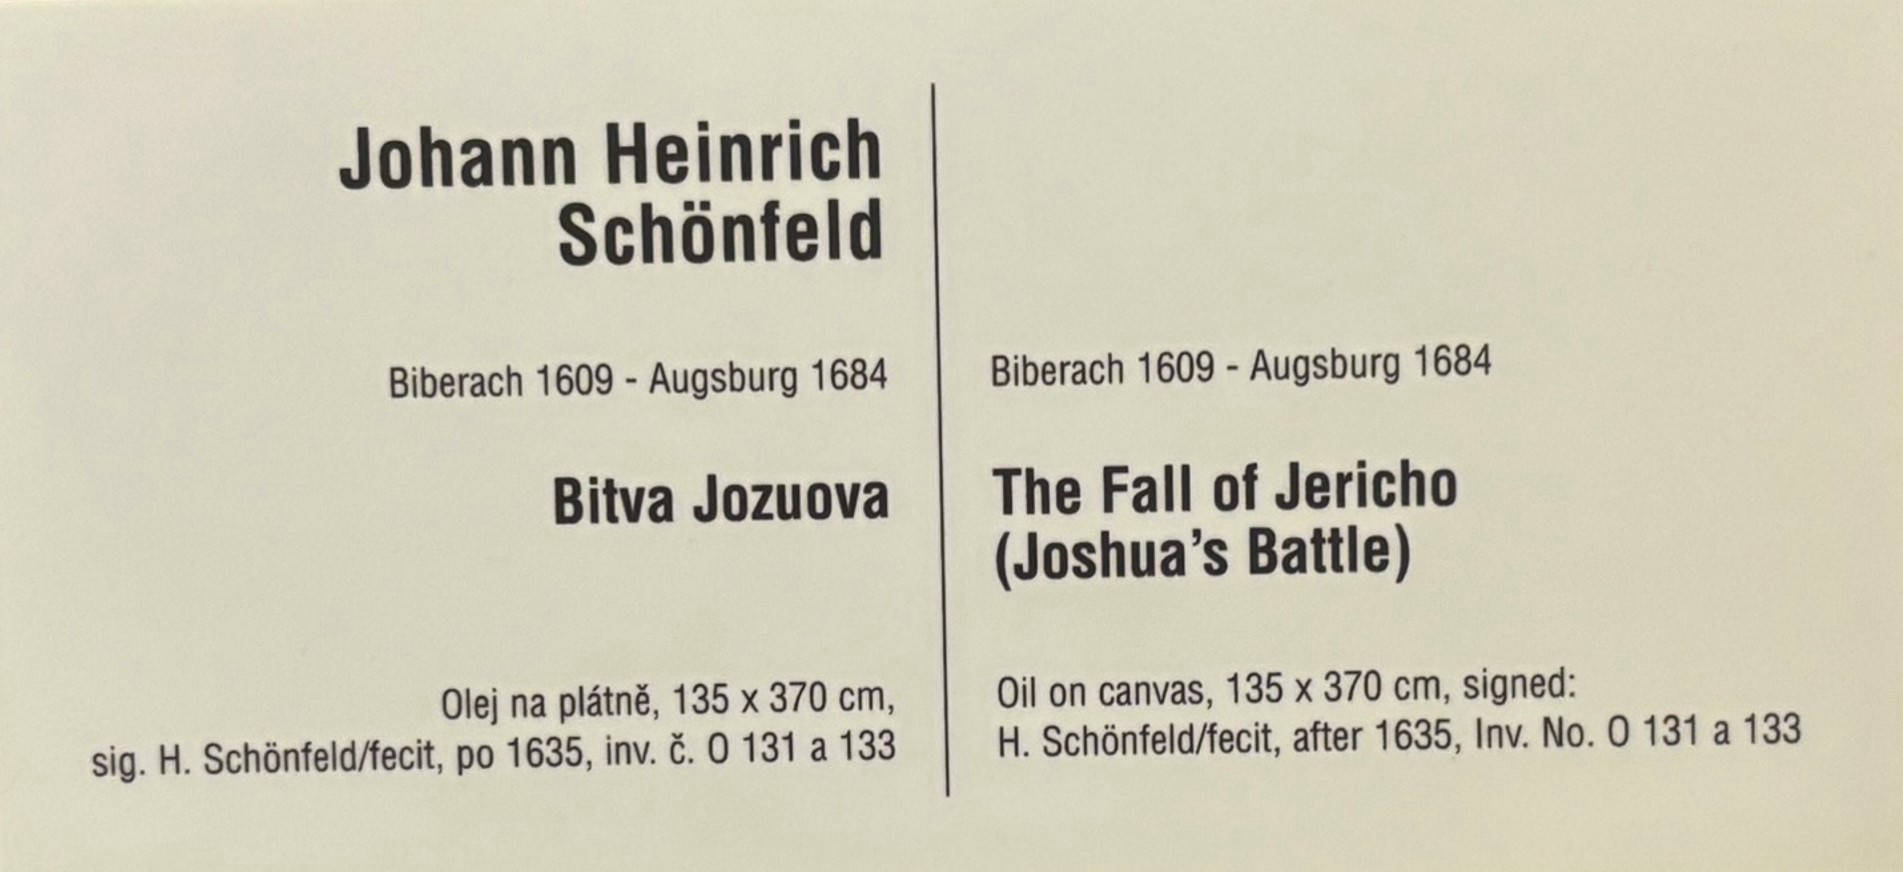 Johann Heinrich
Schönfeld
Biberach 1609 - Augsburg 1684
Bitva Jozuova
Olej na plátně, 135 x 370 cm,
sig. H. Schönfeld/fecit, po 1635, inv. č. O 131 a 133
Biberach 1609 - Augsburg 1684
The Fall of Jericho
(Joshua's Battle)
Oil on canvas, 135 x 370 cm, signed:
H. Schönfeld/fecit, after 1635, Inv. No. O 131 a 133